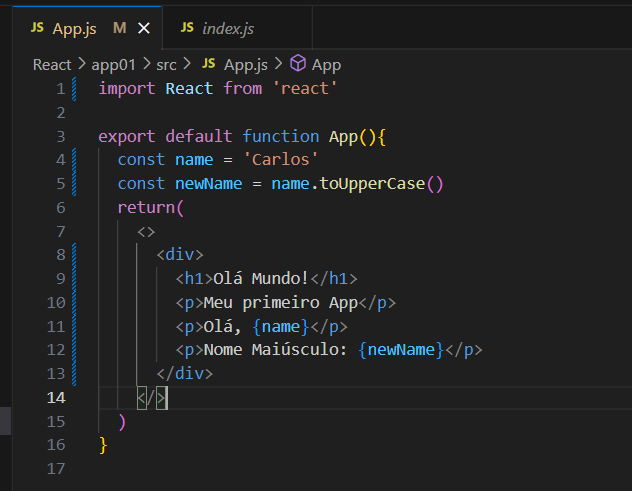 JS App.js M × JS index.js
React > app01 > src > JS App.js > App
1 import React from 'react'
2
3 export default function App(){
4 const name = 'Carlos'
5 const newName = name.toUpperCase()
6 return(
7 <>
8 <div>
9 <h1>Olá Mundo!</h1>
10 <p>Meu primeiro App</p>
11 <p>Olá, {name}</p>
12 <p>Nome Maiúsculo: {newName}</p>
13 </div>
14 </>
15 )
16 }
17